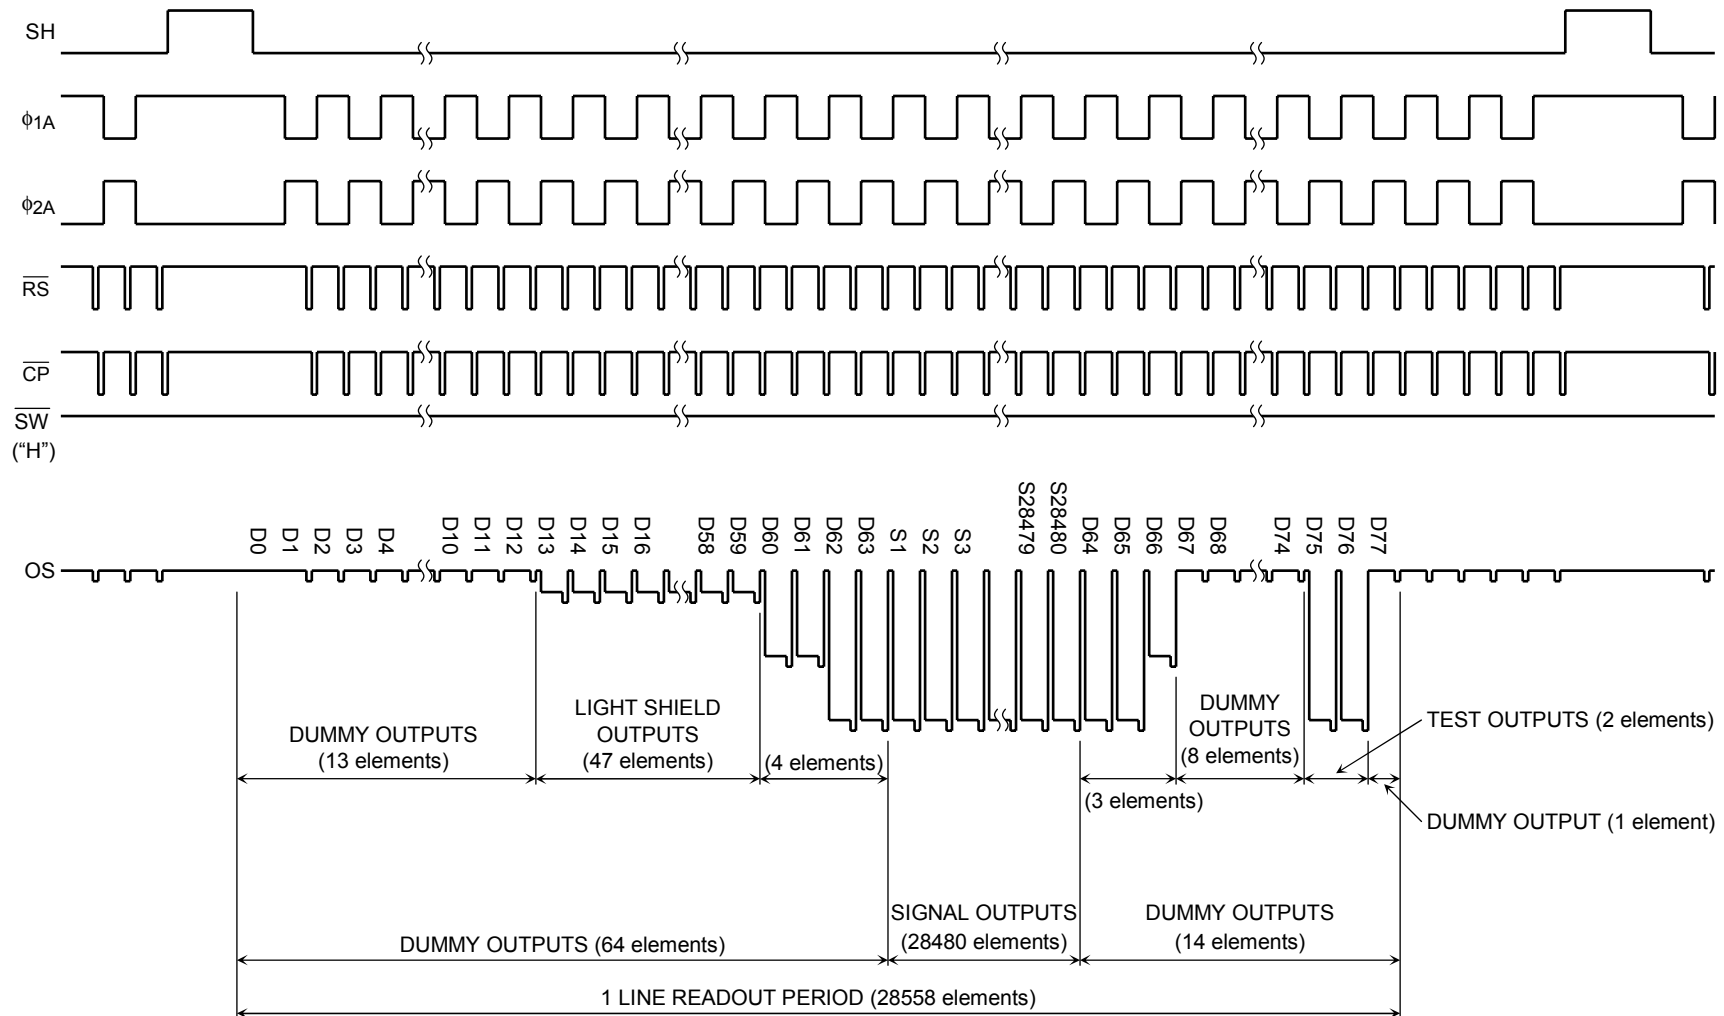 SH
ϕ1A
ϕ2A
RS
CP
SW
(“H”)
D0
D1
D2
D3
D4
D10
D11
D12
D13
D14
D15
D16
D58
D59
D60
D61
D62
D63
S1
S2
S3
S28479
S28480
D64
D65
D66
D67
D68
D74
D75
D76
D77
OS
DUMMY OUTPUTS
(13 elements)
LIGHT SHIELD
OUTPUTS
(47 elements)
(4 elements)
(3 elements)
DUMMY
OUTPUTS
(8 elements)
TEST OUTPUTS (2 elements)
DUMMY OUTPUT (1 element)
DUMMY OUTPUTS (64 elements)
SIGNAL OUTPUTS
(28480 elements)
DUMMY OUTPUTS
(14 elements)
1 LINE READOUT PERIOD (28558 elements)